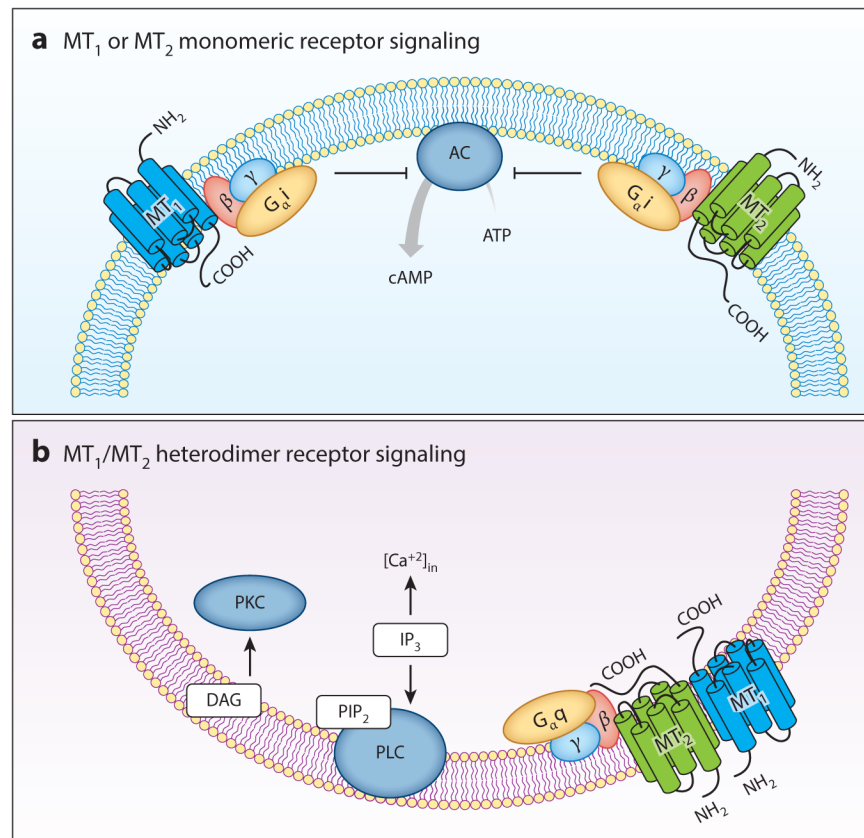 a MT₁ or MT₂ monomeric receptor signaling
NH₂
MT₁
β
γ
Gαi
COOH
AC
cAMP
ATP
Gαi
γ
β
MT₂
NH₂
COOH
b MT₁/MT₂ heterodimer receptor signaling
[Ca⁺²]in
PKC
IP₃
DAG
PIP₂
PLC
COOH
COOH
Gαq
β
γ
MT₂
MT₁
NH₂
NH₂